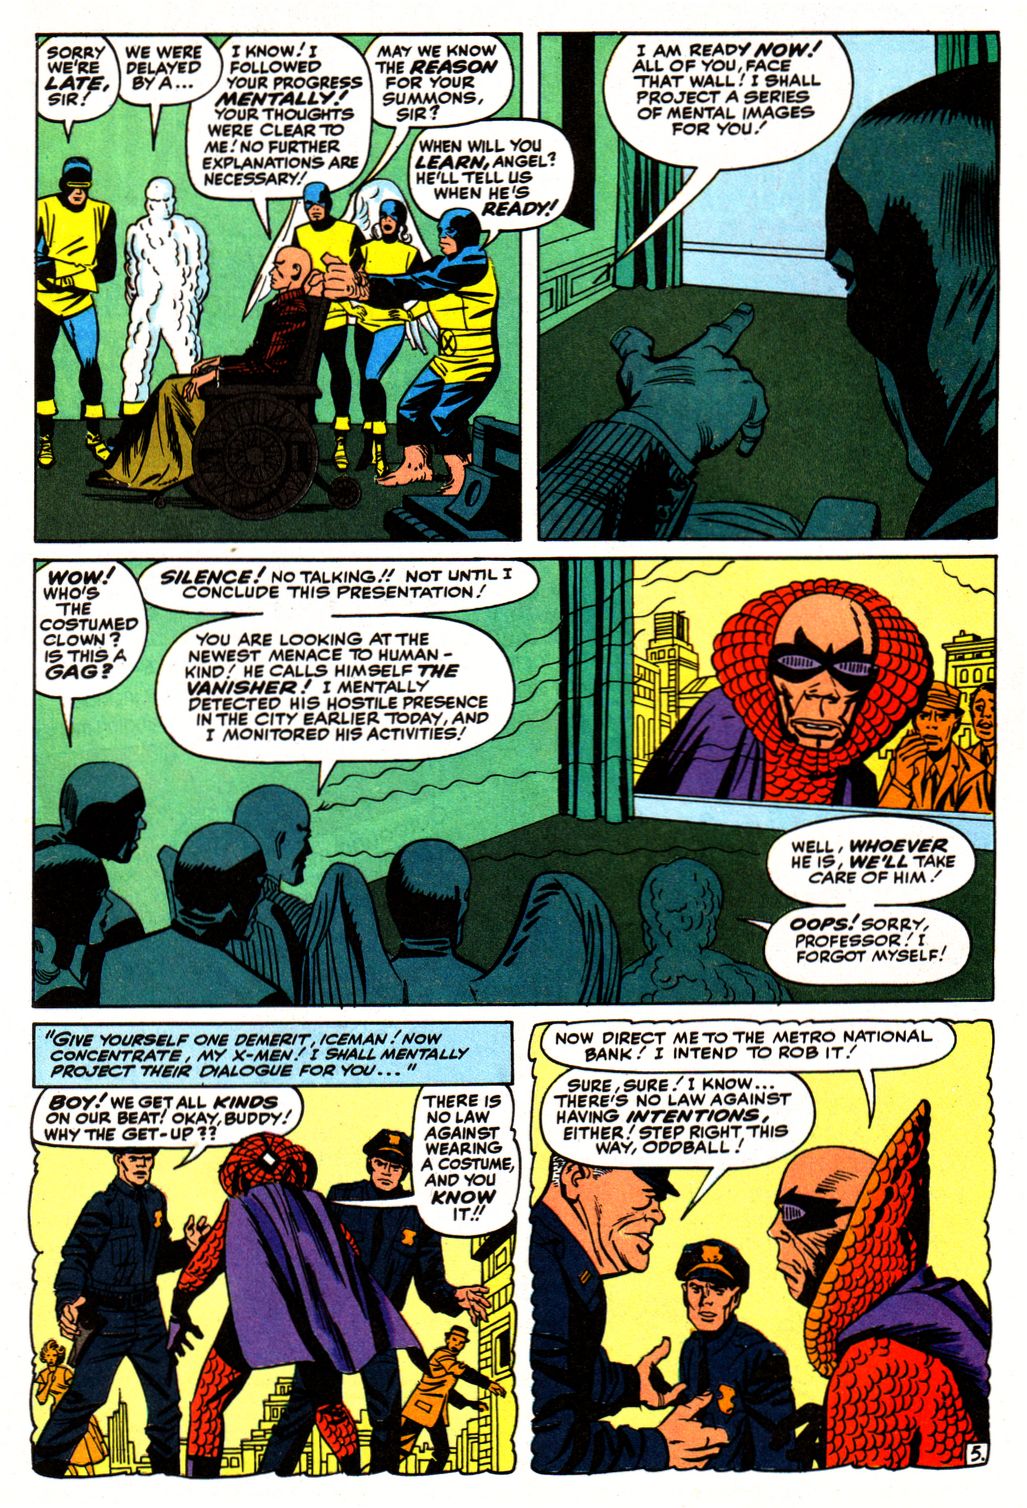 SORRY
WE'RE
LATE,
SIR!
WE WERE
DELAYED
BY A...
I KNOW! I
FOLLOWED
YOUR PROGRESS
MENTALLY!
YOUR THOUGHTS
WERE CLEAR TO
ME! NO FURTHER
EXPLANATIONS ARE
NECESSARY!
MAY WE KNOW
THE REASON
FOR YOUR
SUMMONS,
SIR?
WHEN WILL YOU
LEARN, ANGEL?
HE'LL TELL US
WHEN HE'S
READY!
X
I AM READY NOW!
ALL OF YOU, FACE
THAT WALL! I SHALL
PROJECT A SERIES
OF MENTAL IMAGES
FOR YOU!
WOW!
WHO'S
THE
COSTUMED
CLOWN?
IS THIS A
GAG?
SILENCE! NO TALKING!! NOT UNTIL I
CONCLUDE THIS PRESENTATION!
YOU ARE LOOKING AT THE
NEWEST MENACE TO HUMAN-
KIND! HE CALLS HIMSELF THE
VANISHER! I MENTALLY
DETECTED HIS HOSTILE PRESENCE
IN THE CITY EARLIER TODAY, AND
I MONITORED HIS ACTIVITIES!
WELL, WHOEVER
HE IS, WE'LL TAKE
CARE OF HIM!
OOPS! SORRY,
PROFESSOR! I
FORGOT MYSELF!
"GIVE YOURSELF ONE DEMERIT, ICEMAN! NOW
CONCENTRATE, MY X-MEN! I SHALL MENTALLY
PROJECT THEIR DIALOGUE FOR YOU..."
BOY! WE GET ALL KINDS
ON OUR BEAT! OKAY, BUDDY!
WHY THE GET-UP??
THERE IS
NO LAW
AGAINST
WEARING
A COSTUME,
AND YOU
KNOW
IT!!
NOW DIRECT ME TO THE METRO NATIONAL
BANK! I INTEND TO ROB IT!
SURE, SURE! I KNOW...
THERE'S NO LAW AGAINST
HAVING INTENTIONS,
EITHER! STEP RIGHT THIS
WAY, ODDBALL!
5.